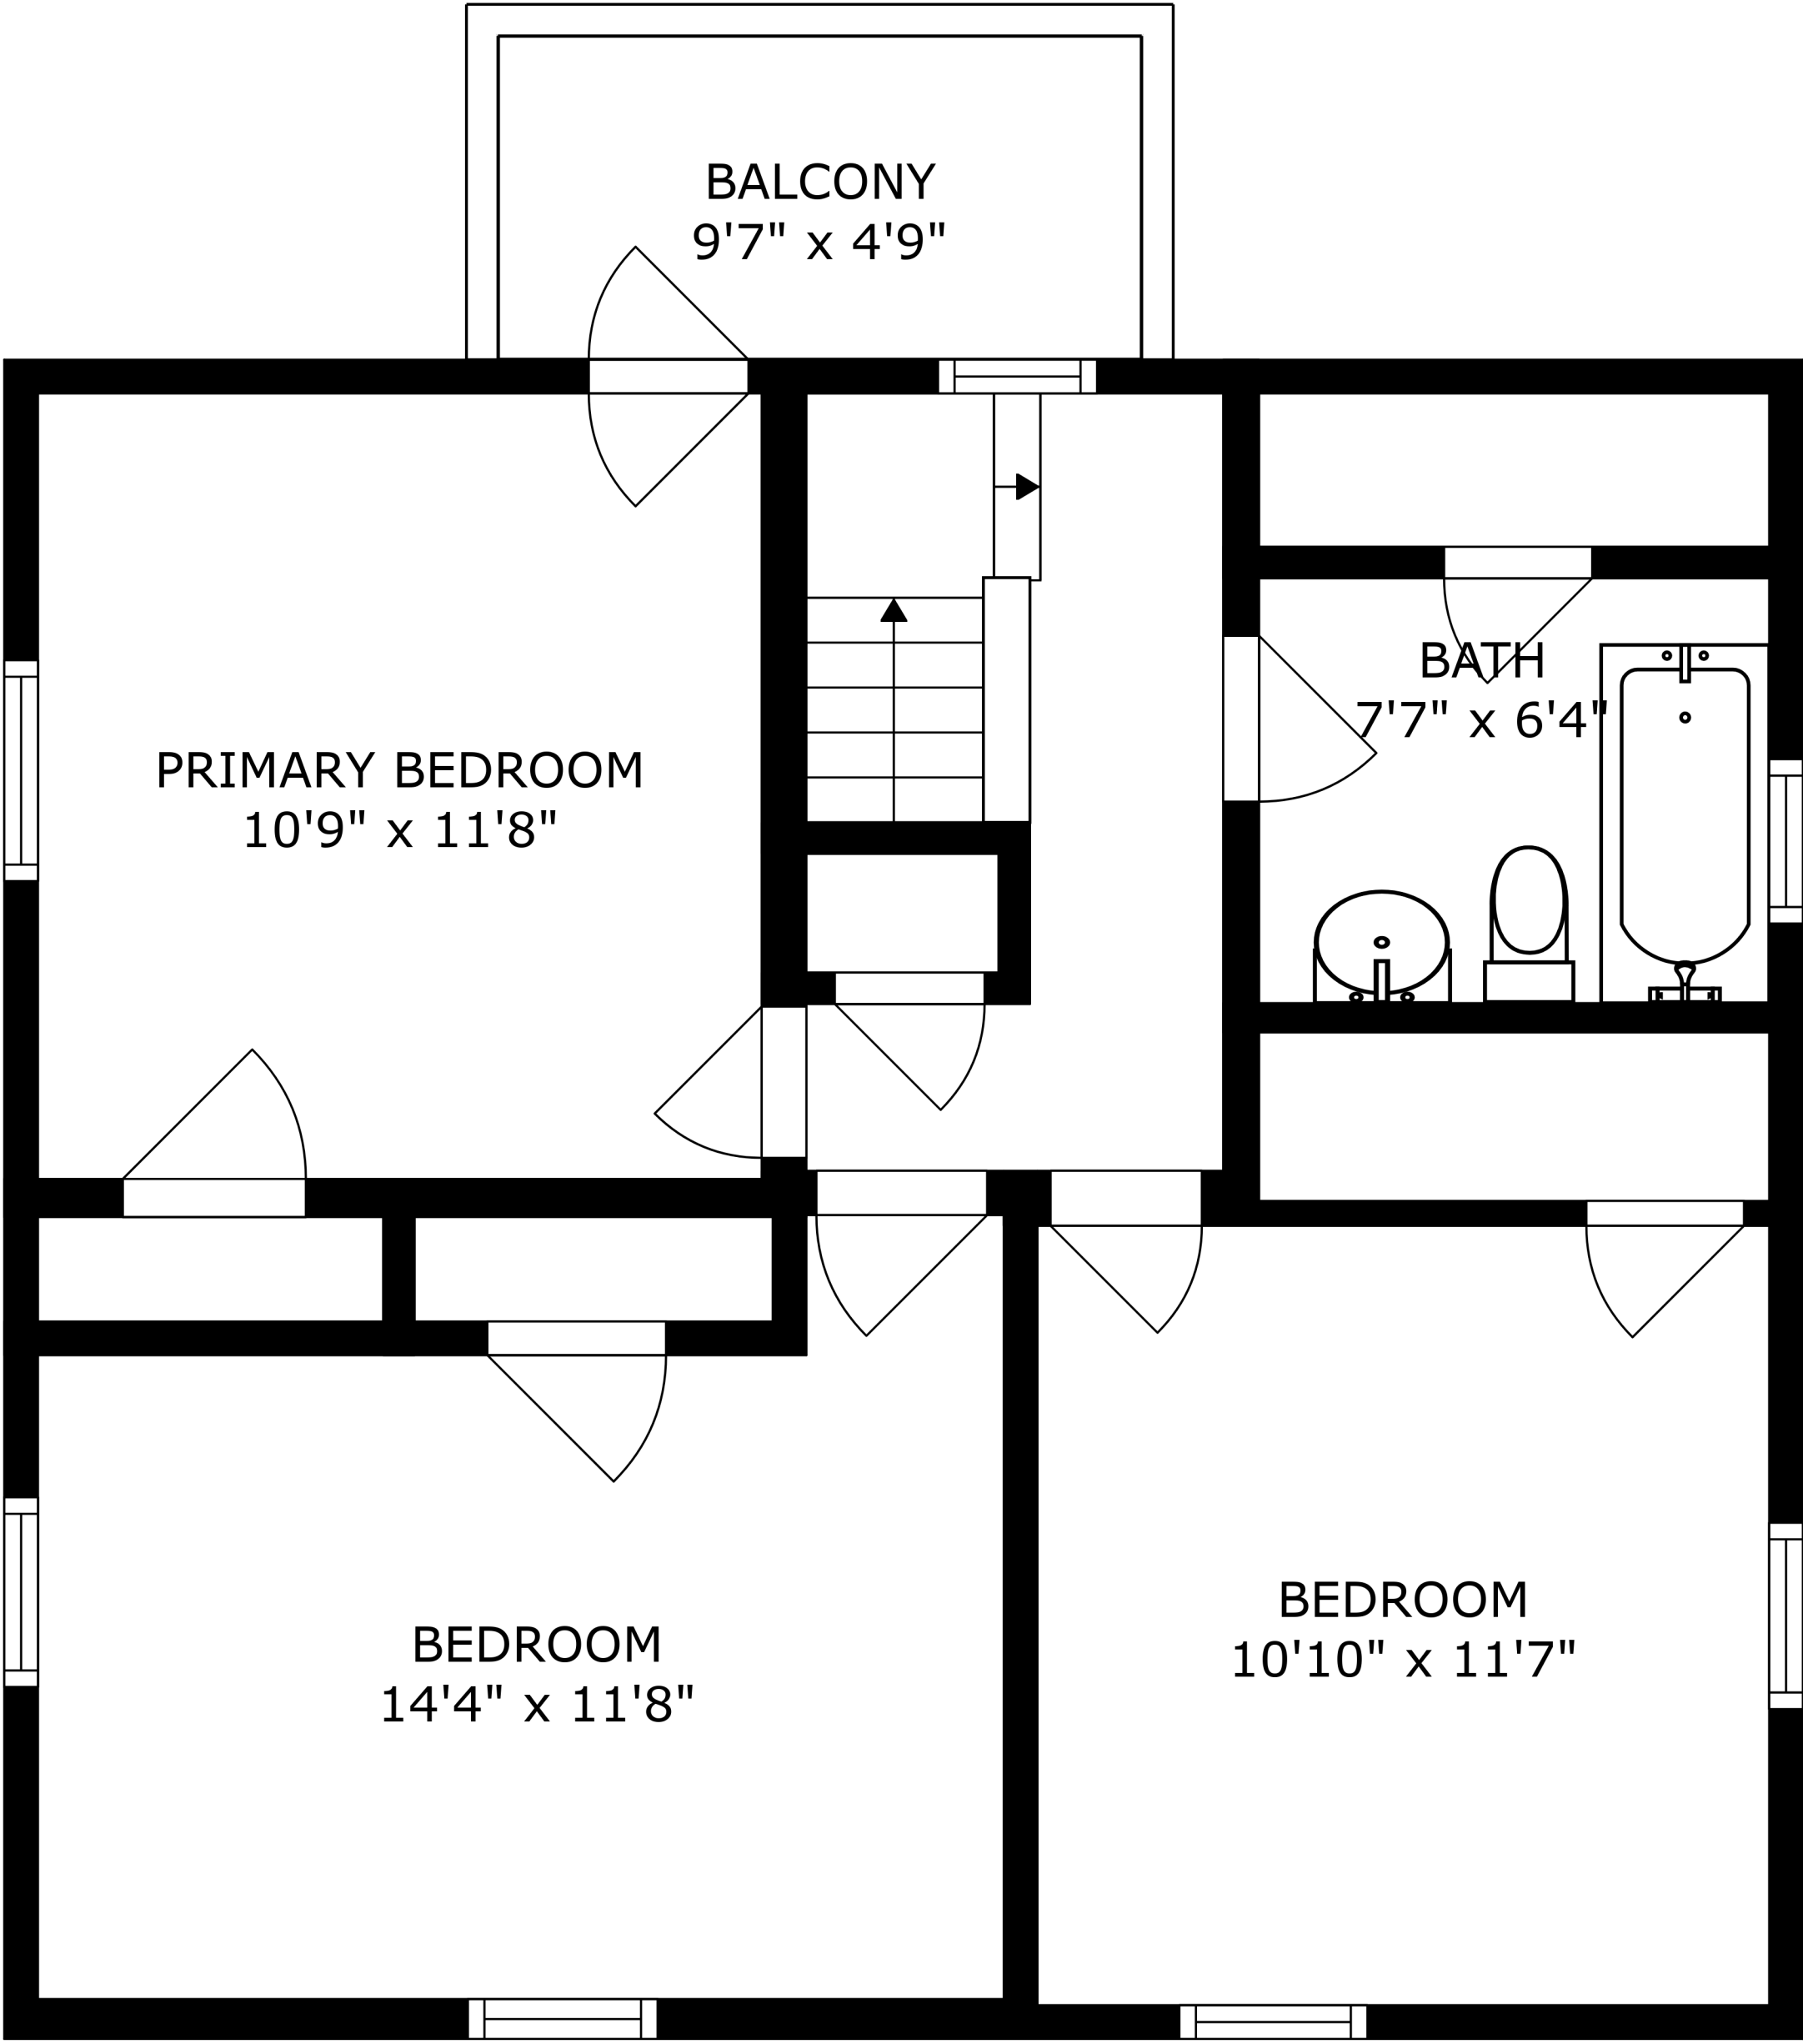 BALCONY
9'7" x 4'9"
BATH
7'7" x 6'4"
PRIMARY BEDROOM
10'9" x 11'8"
BEDROOM
10'10" x 11'7"
BEDROOM
14'4" x 11'8"